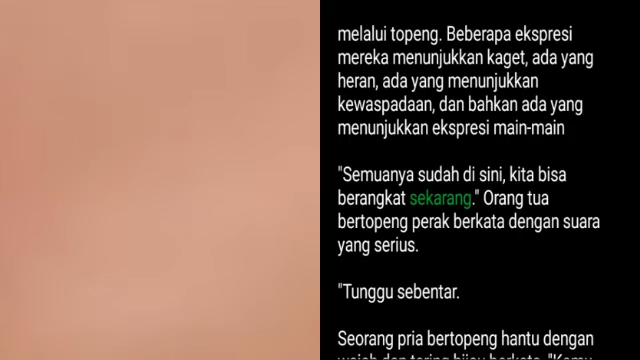 melalui topeng. Beberapa ekspresi
mereka menunjukkan kaget, ada yang
heran, ada yang menunjukkan
kewaspadaan, dan bahkan ada yang
menunjukkan ekspresi main-main
"Semuanya sudah di sini, kita bisa
berangkat sekarang." Orang tua
bertopeng perak berkata dengan suara
yang serius.
"Tunggu sebentar.
Seorang pria bertopeng hantu dengan